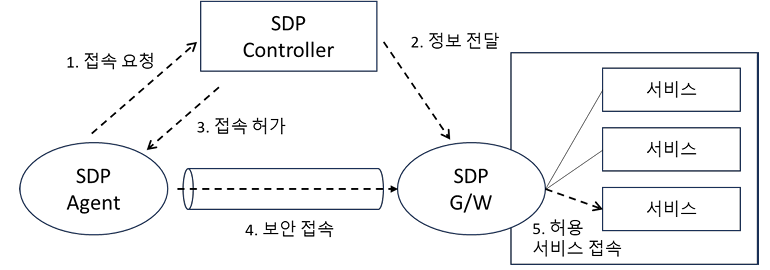 SDP
Controller
1. 접속 요청
2. 정보 전달
3. 접속 허가
SDP
Agent
4. 보안 접속
SDP
G/W
서비스
서비스
서비스
5. 허용
서비스 접속